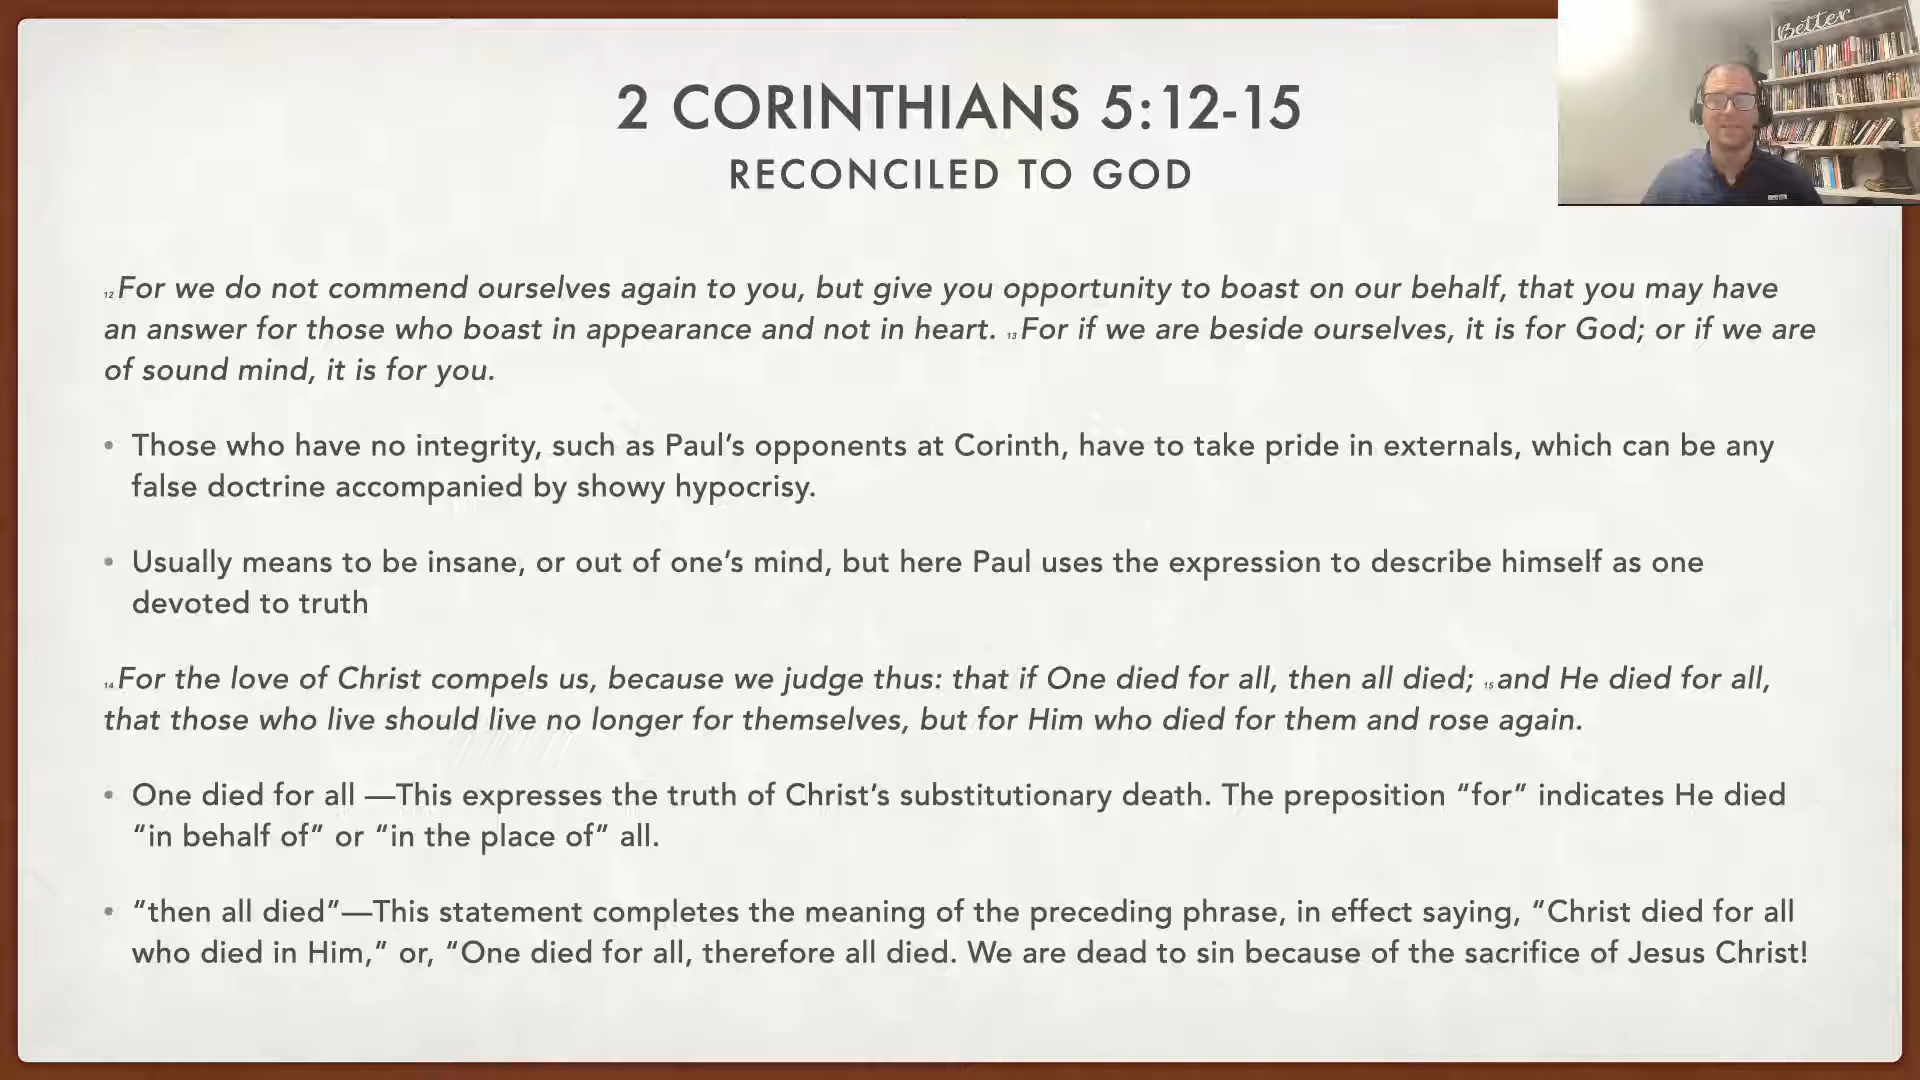 Better
2 CORINTHIANS 5:12-15
RECONCILED TO GOD
12 For we do not commend ourselves again to you, but give you opportunity to boast on our behalf, that you may have
an answer for those who boast in appearance and not in heart. 13 For if we are beside ourselves, it is for God; or if we are
of sound mind, it is for you.
• Those who have no integrity, such as Paul’s opponents at Corinth, have to take pride in externals, which can be any
false doctrine accompanied by showy hypocrisy.
• Usually means to be insane, or out of one’s mind, but here Paul uses the expression to describe himself as one
devoted to truth
14 For the love of Christ compels us, because we judge thus: that if One died for all, then all died; 15 and He died for all,
that those who live should live no longer for themselves, but for Him who died for them and rose again.
• One died for all —This expresses the truth of Christ’s substitutionary death. The preposition “for” indicates He died
“in behalf of” or “in the place of” all.
• “then all died”—This statement completes the meaning of the preceding phrase, in effect saying, “Christ died for all
who died in Him,” or, “One died for all, therefore all died. We are dead to sin because of the sacrifice of Jesus Christ!